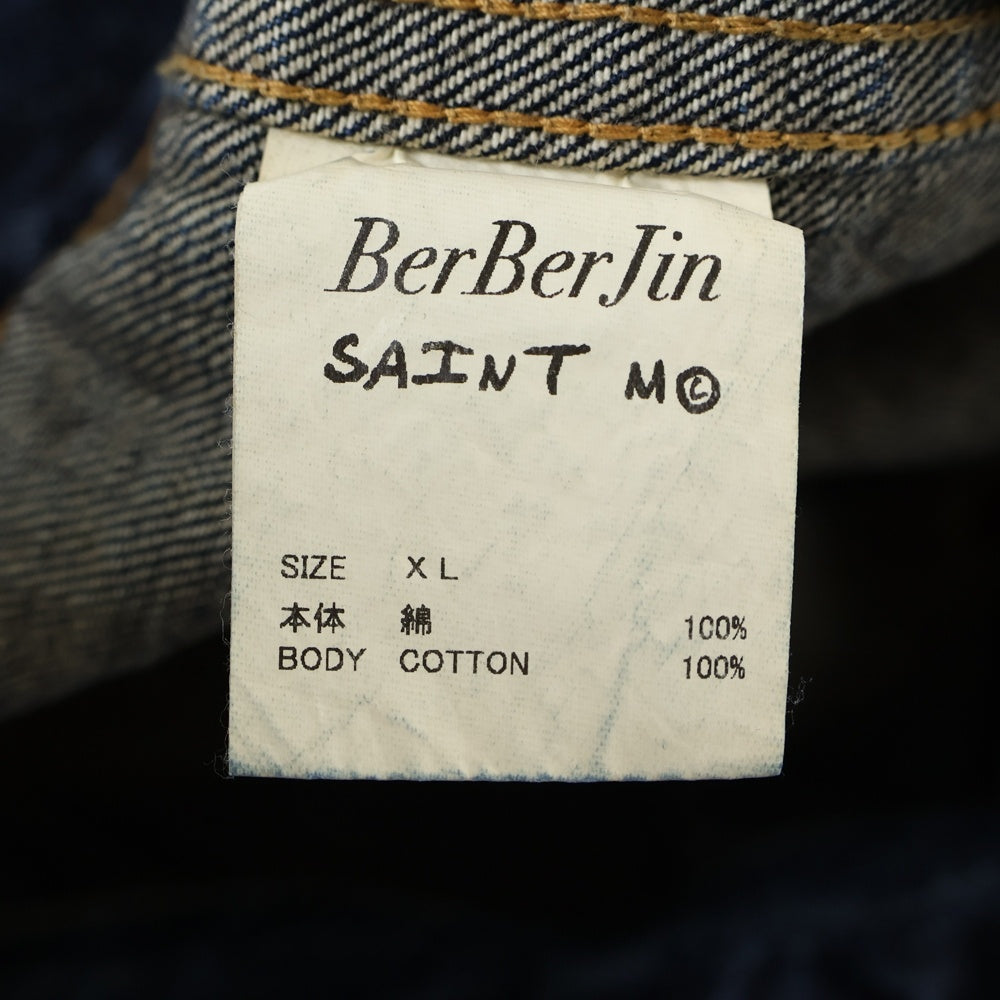 BerBerJin
SAINT M©
SIZE XL
本体 綿 100%
BODY COTTON 100%